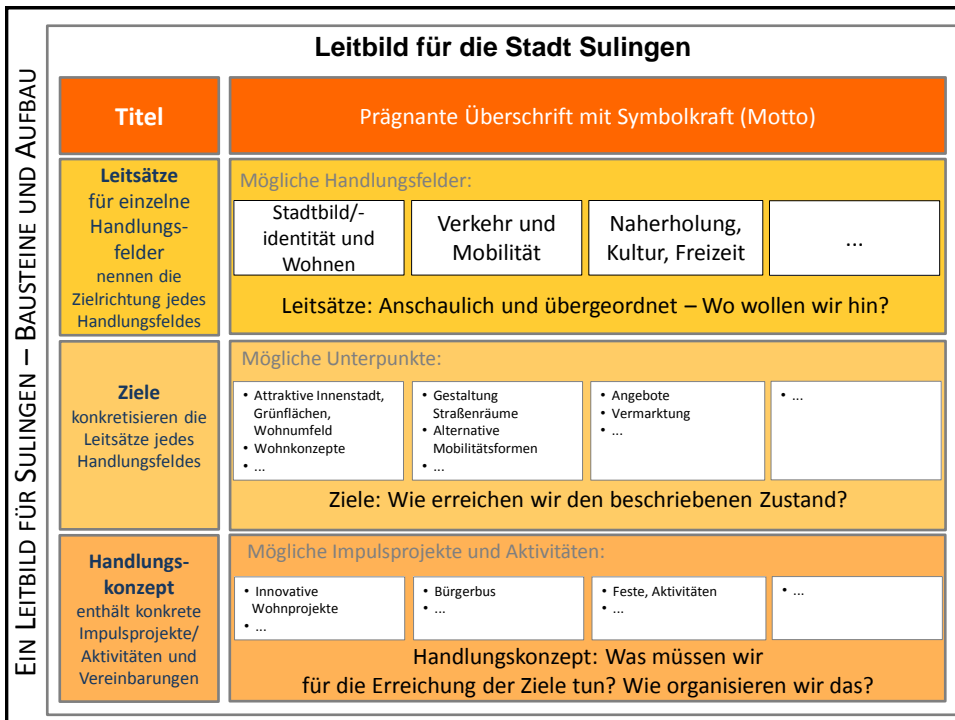 EIN LEITBILD FÜR SULINGEN – BAUSTEINE UND AUFBAU
Leitbild für die Stadt Sulingen
Titel
Prägnante Überschrift mit Symbolkraft (Motto)
Leitsätze
für einzelne
Handlungs-
felder
nennen die
Zielrichtung jedes
Handlungsfeldes
Mögliche Handlungsfelder:
Stadtbild/-
identität und
Wohnen
Verkehr und
Mobilität
Naherholung,
Kultur, Freizeit
...
Leitsätze: Anschaulich und übergeordnet – Wo wollen wir hin?
Ziele
konkretisieren die
Leitsätze jedes
Handlungsfeldes
Mögliche Unterpunkte:
• Attraktive Innenstadt,
Grünflächen,
Wohnumfeld
• Wohnkonzepte
• ...
• Gestaltung
Straßenräume
• Alternative
Mobilitätsformen
• ...
• Angebote
• Vermarktung
• ...
• ...
Ziele: Wie erreichen wir den beschriebenen Zustand?
Handlungs-
konzept
enthält konkrete
Impulsprojekte/
Aktivitäten und
Vereinbarungen
Mögliche Impulsprojekte und Aktivitäten:
• Innovative
Wohnprojekte
• ...
• Bürgerbus
• ...
• Feste, Aktivitäten
• ...
• ...
Handlungskonzept: Was müssen wir
für die Erreichung der Ziele tun? Wie organisieren wir das?